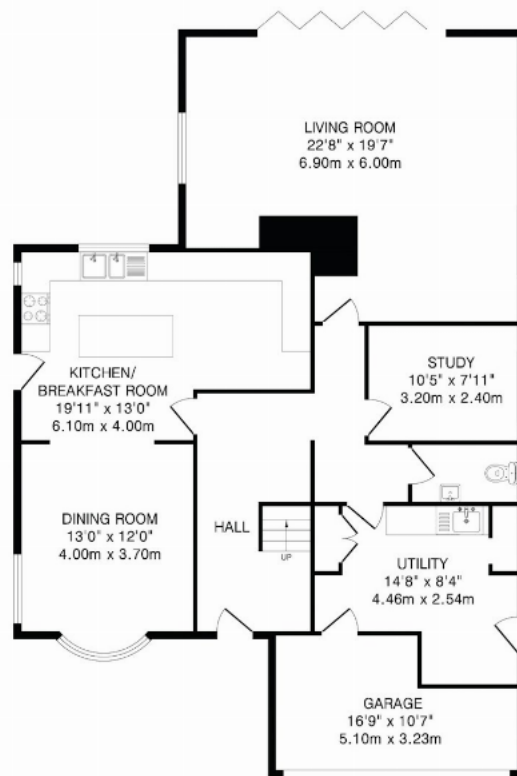 LIVING ROOM
22'8" x 19'7"
6.90m x 6.00m
KITCHEN/
BREAKFAST ROOM
19'11" x 13'0"
6.10m x 4.00m
STUDY
10'5" x 7'11"
3.20m x 2.40m
DINING ROOM
13'0" x 12'0"
4.00m x 3.70m
HALL
UP
UTILITY
14'8" x 8'4"
4.46m x 2.54m
GARAGE
16'9" x 10'7"
5.10m x 3.23m